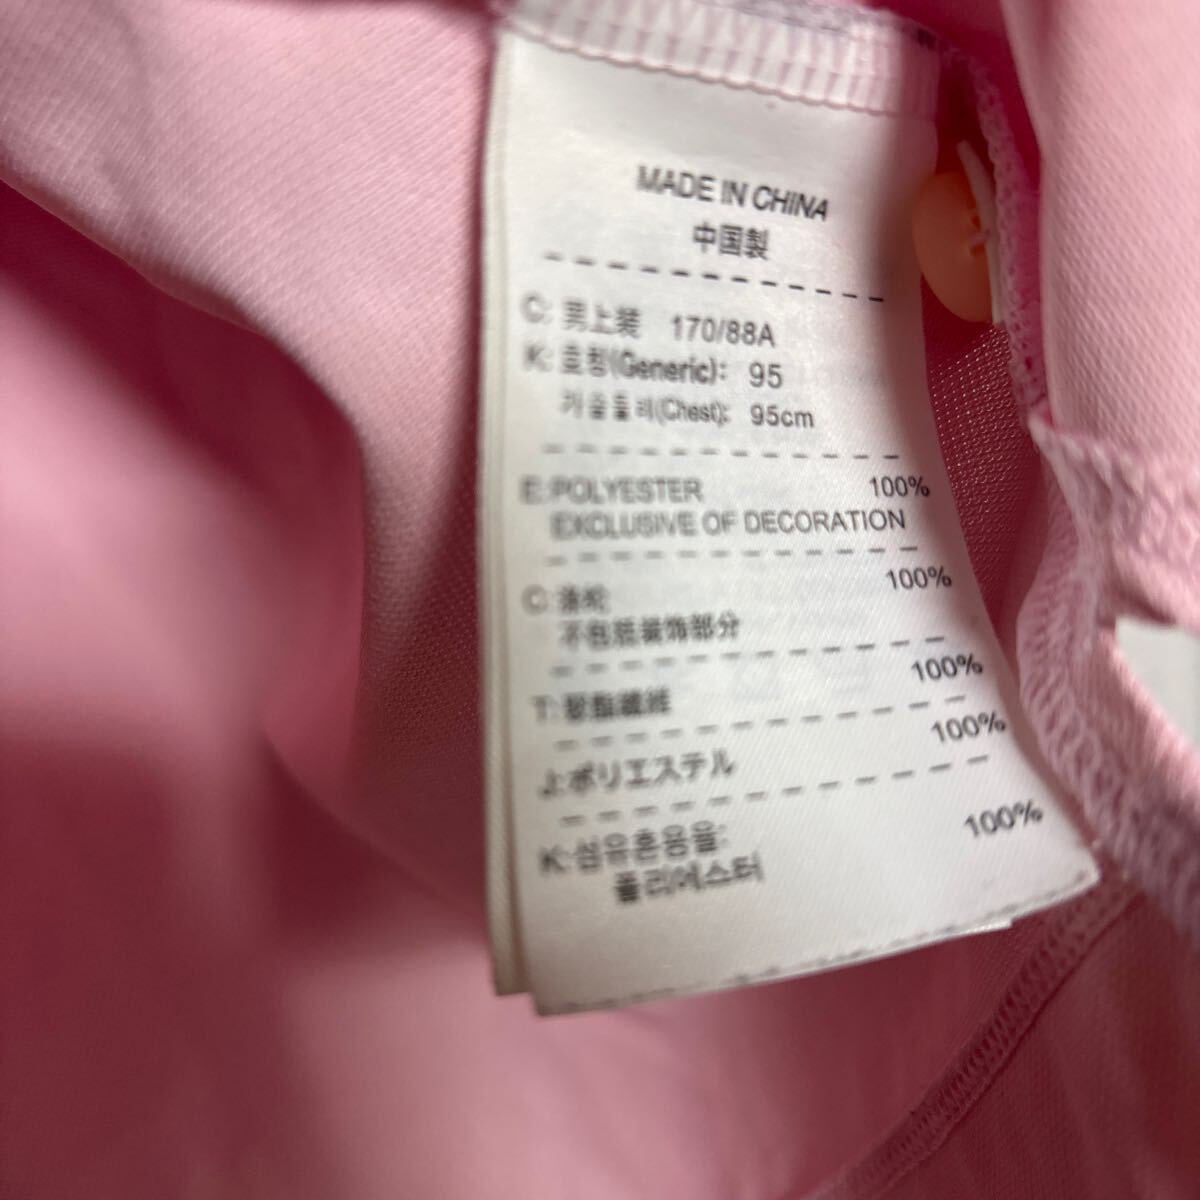 MADE IN CHINA
中国製
C: 男上装 170/88A
K: 호칭(Generic): 95
가슴둘레(Chest): 95cm
E: POLYESTER 100%
EXCLUSIVE OF DECORATION
C: 涤纶 100%
不包括装饰部分
T: 聚酯纖維 100%
J: ポリエステル 100%
K: 섬유혼용율: 100%
폴리에스터